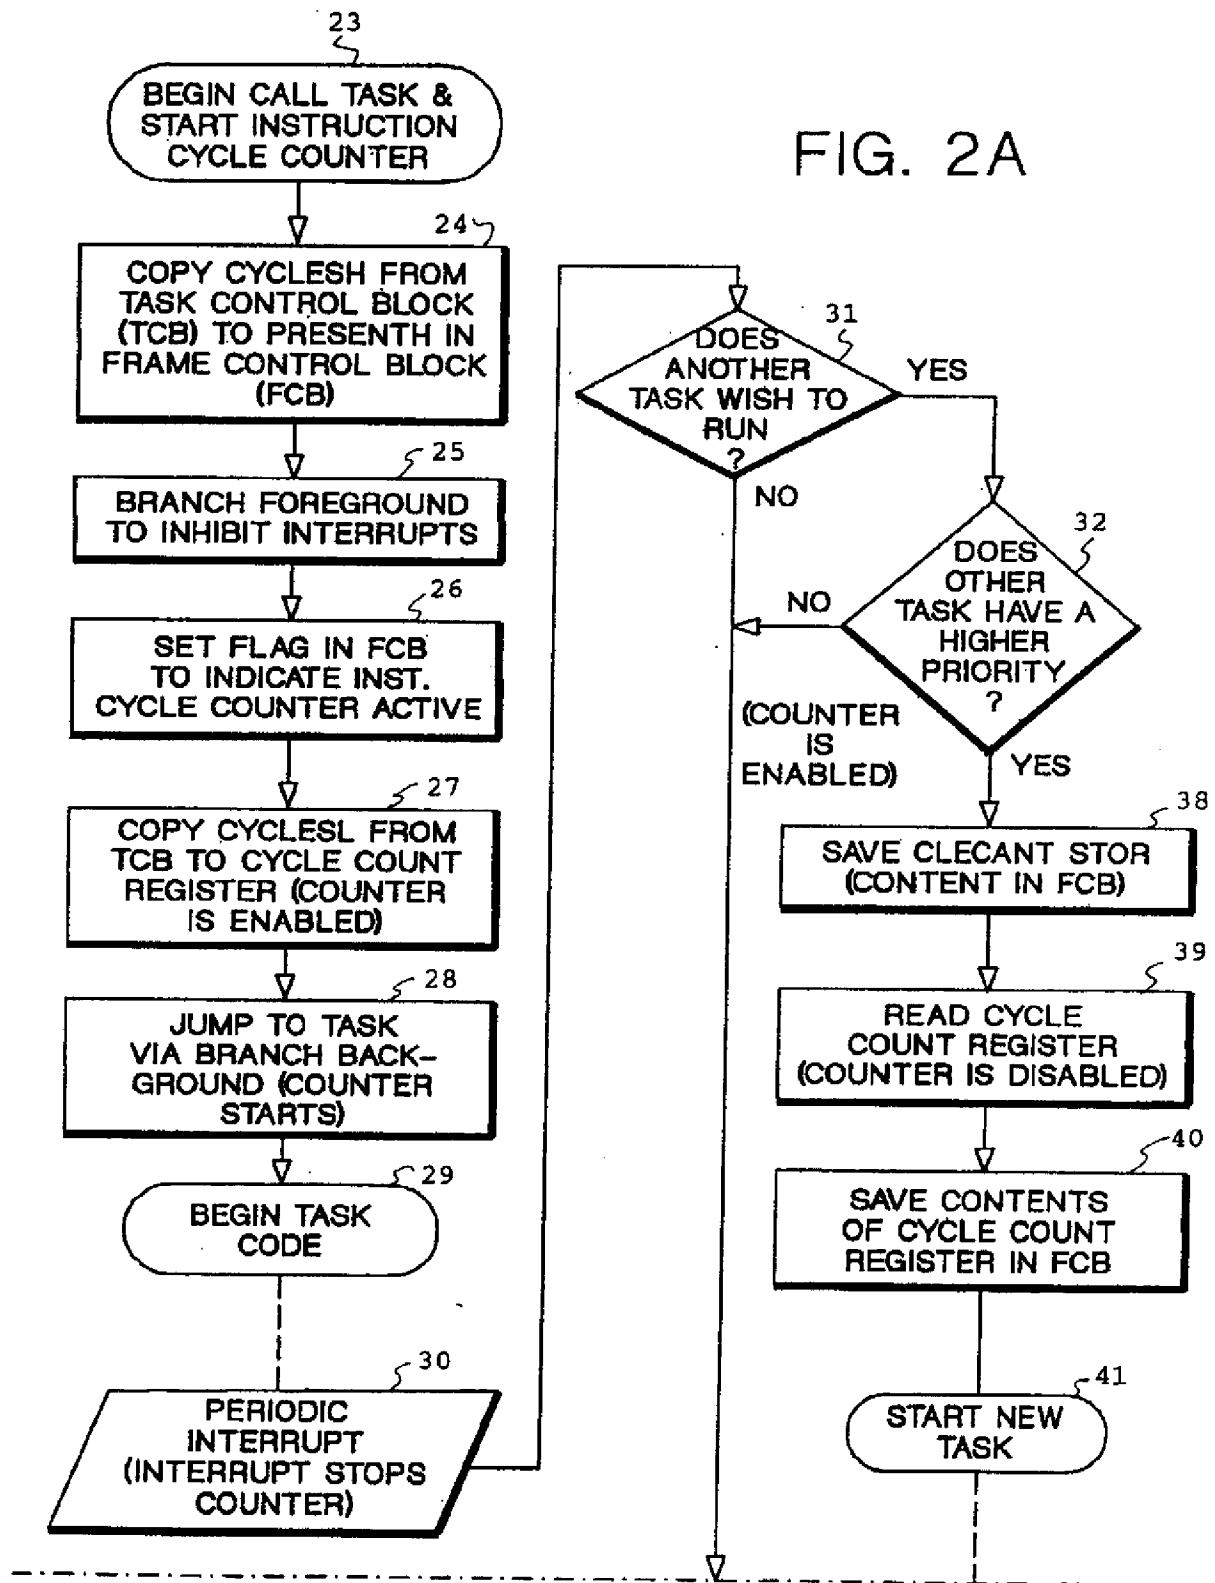 23
BEGIN CALL TASK &
START INSTRUCTION
CYCLE COUNTER
FIG. 2A
24
COPY CYCLESH FROM
TASK CONTROL BLOCK
(TCB) TO PRESENTH IN
FRAME CONTROL BLOCK
(FCB)
25
BRANCH FOREGROUND
TO INHIBIT INTERRUPTS
26
SET FLAG IN FCB
TO INDICATE INST.
CYCLE COUNTER ACTIVE
27
COPY CYCLESL FROM
TCB TO CYCLE COUNT
REGISTER (COUNTER
IS ENABLED)
28
JUMP TO TASK
VIA BRANCH BACK-
GROUND (COUNTER
STARTS)
29
BEGIN TASK
CODE
30
PERIODIC
INTERRUPT
(INTERRUPT STOPS
COUNTER)
31
DOES
ANOTHER
TASK WISH TO
RUN
?
YES
NO
32
DOES
OTHER
TASK HAVE A
HIGHER
PRIORITY
?
NO
(COUNTER
IS
ENABLED)
YES
38
SAVE CLECANT STOR
(CONTENT IN FCB)
39
READ CYCLE
COUNT REGISTER
(COUNTER IS DISABLED)
40
SAVE CONTENTS
OF CYCLE COUNT
REGISTER IN FCB
41
START NEW
TASK